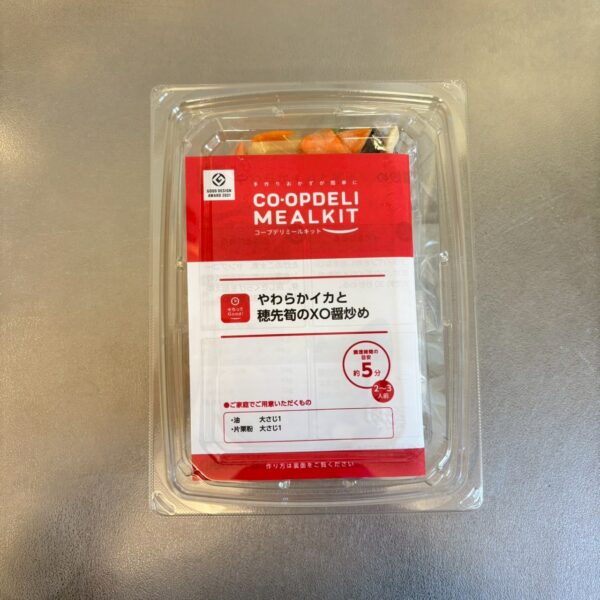 手作りおかずが簡単に
GOOD DESIGN
AWARD 2021
CO·OPDELI
MEALKIT
コープデリミールキット
やわらかイカと
穂先筍のXO醤炒め
調理時間の
目安
約5分
2〜3
人前
●ご家庭でご用意いただくもの
・油 大さじ1
・片栗粉 大さじ1
作り方は裏面をご覧ください